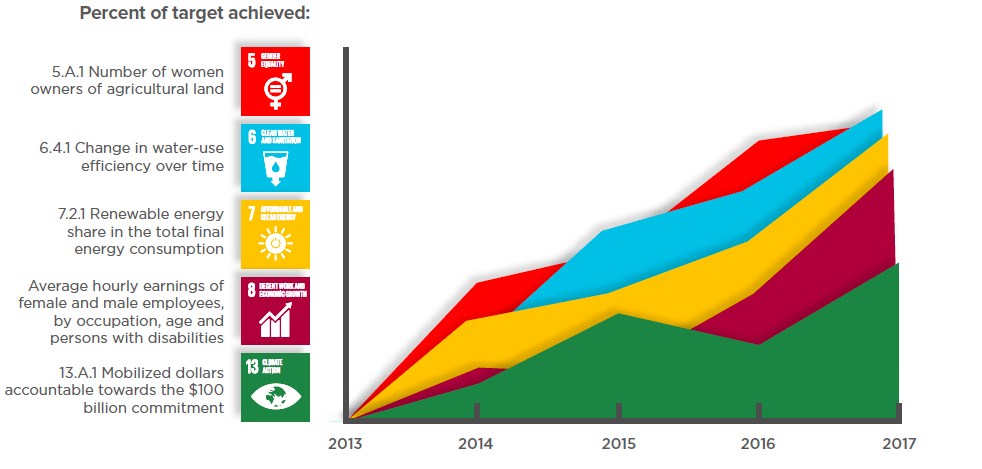 Percent of target achieved:
5.A.1 Number of women
owners of agricultural land
5 GENDER
EQUALITY
6.4.1 Change in water-use
efficiency over time
6 CLEAN WATER
AND SANITATION
7.2.1 Renewable energy
share in the total final
energy consumption
7 AFFORDABLE AND
CLEAN ENERGY
Average hourly earnings of
female and male employees,
by occupation, age and
persons with disabilities
8 DECENT WORK AND
ECONOMIC GROWTH
13.A.1 Mobilized dollars
accountable towards the $100
billion commitment
13 CLIMATE
ACTION
2013 2014 2015 2016 2017